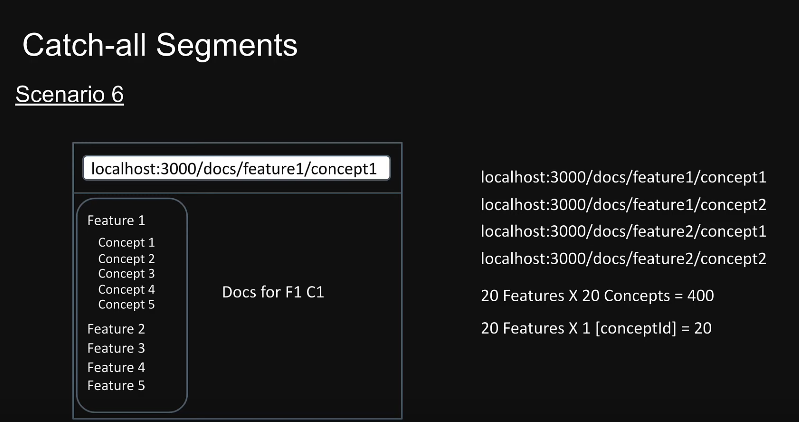 Catch-all Segments
Scenario 6
localhost:3000/docs/feature1/concept1
Feature 1
Concept 1
Concept 2
Concept 3
Concept 4
Concept 5
Feature 2
Feature 3
Feature 4
Feature 5
Docs for F1 C1
localhost:3000/docs/feature1/concept1
localhost:3000/docs/feature1/concept2
localhost:3000/docs/feature2/concept1
localhost:3000/docs/feature2/concept2
20 Features X 20 Concepts = 400
20 Features X 1 [conceptId] = 20